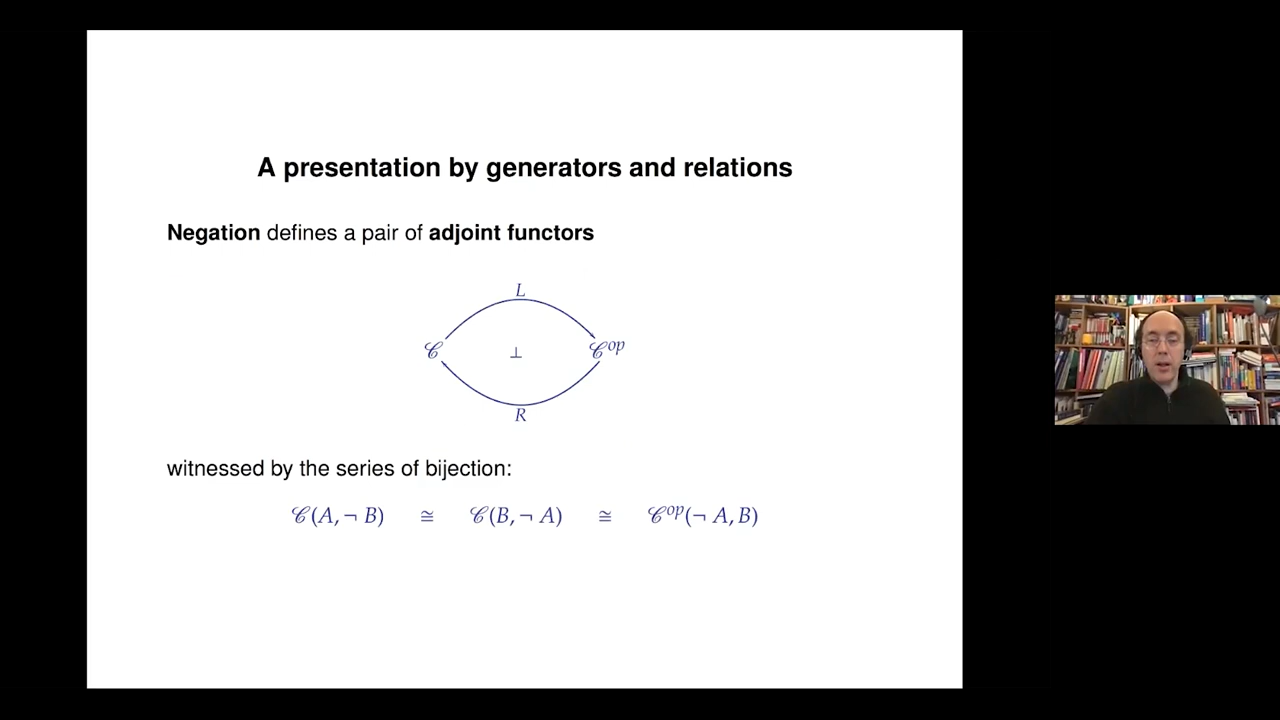 A presentation by generators and relations
Negation defines a pair of adjoint functors
L
𝒞 ⊥ 𝒞^op
R
witnessed by the series of bijection:
𝒞(A, ¬ B) ≅ 𝒞(B, ¬ A) ≅ 𝒞^op(¬ A, B)